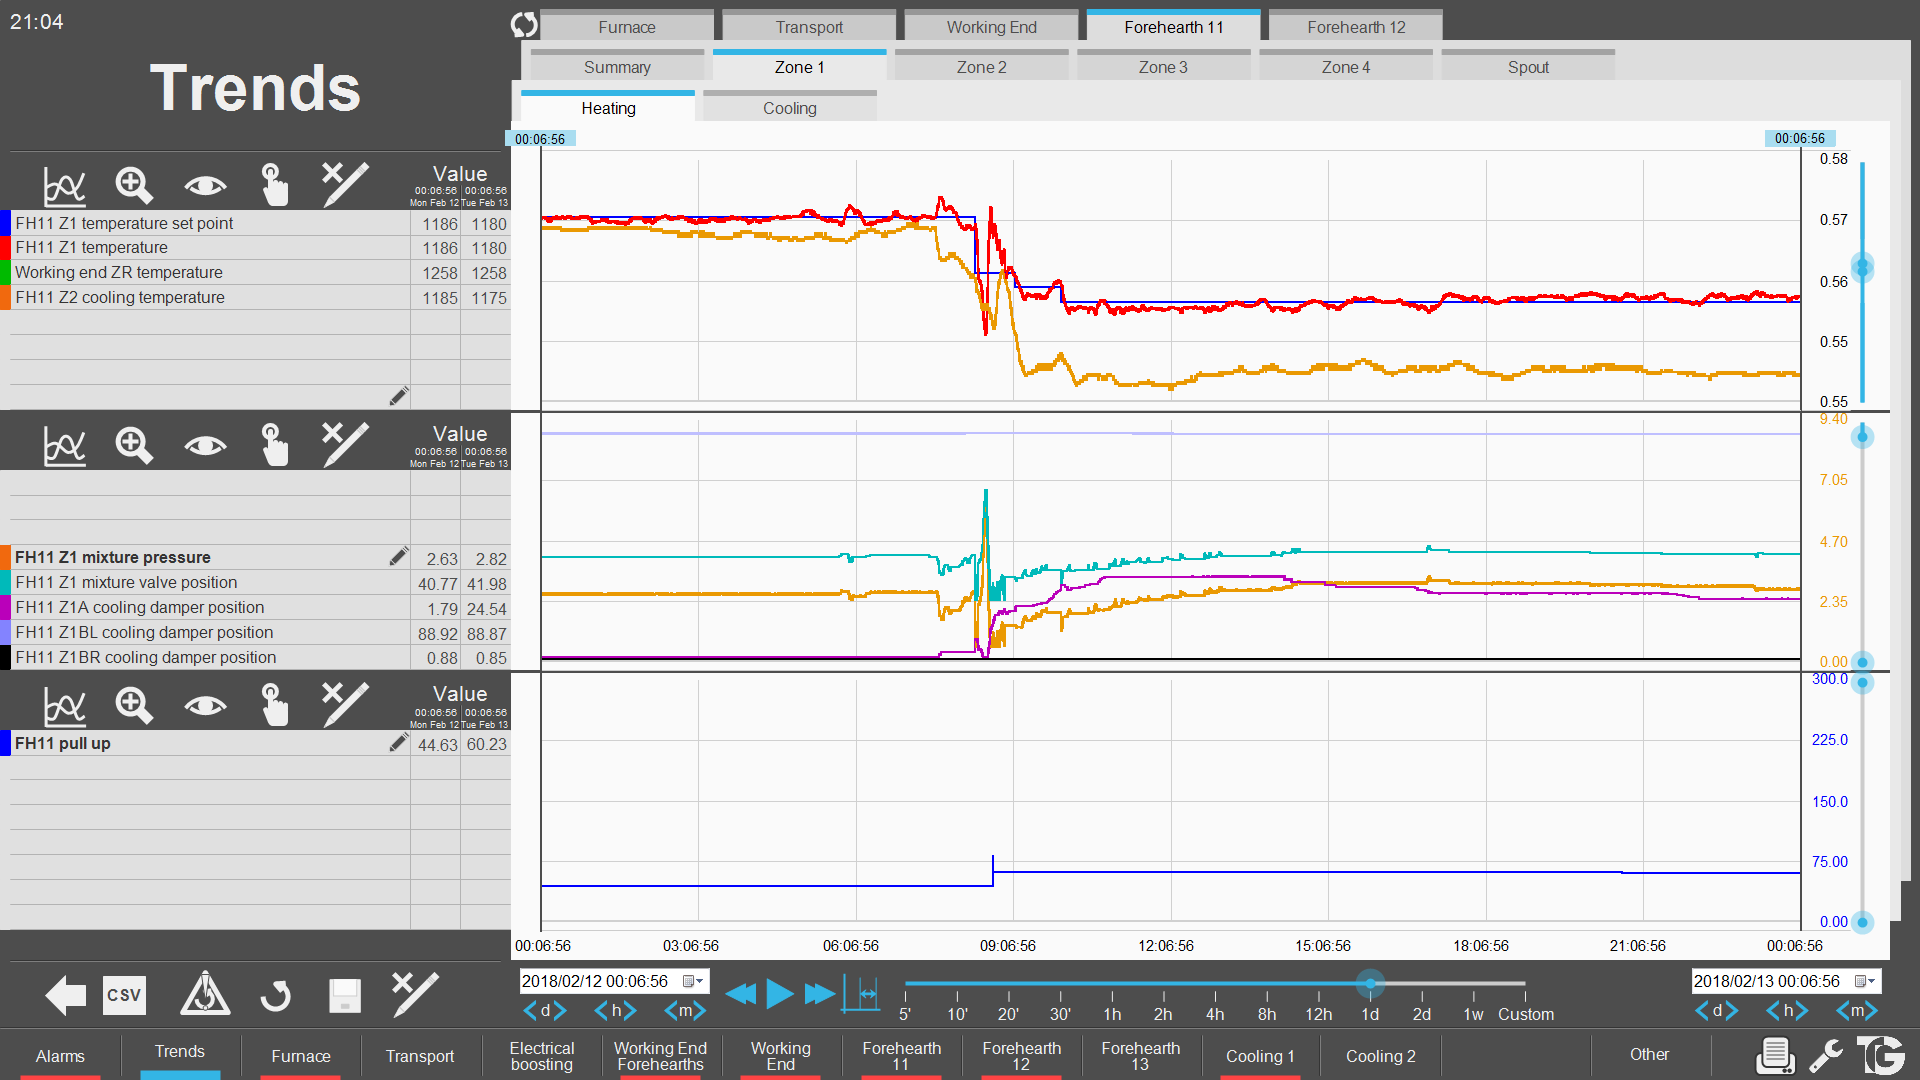 21:04
Trends
Furnace
Transport
Working End
Forehearth 11
Forehearth 12
Summary
Zone 1
Zone 2
Zone 3
Zone 4
Spout
Heating
Cooling
00:06:56
00:06:56
Value
00:06:56 00:06:56
Mon Feb 12 Tue Feb 13
FH11 Z1 temperature set point 1186 1180
FH11 Z1 temperature 1186 1180
Working end ZR temperature 1258 1258
FH11 Z2 cooling temperature 1185 1175
0.58
0.57
0.56
0.55
0.55
Value
00:06:56 00:06:56
Mon Feb 12 Tue Feb 13
FH11 Z1 mixture pressure 2.63 2.82
FH11 Z1 mixture valve position 40.77 41.98
FH11 Z1A cooling damper position 1.79 24.54
FH11 Z1BL cooling damper position 88.92 88.87
FH11 Z1BR cooling damper position 0.88 0.85
9.40
7.05
4.70
2.35
0.00
Value
00:06:56 00:06:56
Mon Feb 12 Tue Feb 13
FH11 pull up 44.63 60.23
300.0
225.0
150.0
75.00
0.00
00:06:56 03:06:56 06:06:56 09:06:56 12:06:56 15:06:56 18:06:56 21:06:56 00:06:56
CSV
2018/02/12 00:06:56
d h m
5' 10' 20' 30' 1h 2h 4h 8h 12h 1d 2d 1w Custom
2018/02/13 00:06:56
d h m
Alarms
Trends
Furnace
Transport
Electrical
boosting
Working End
Forehearths
Working
End
Forehearth
11
Forehearth
12
Forehearth
13
Cooling 1
Cooling 2
Other
TG